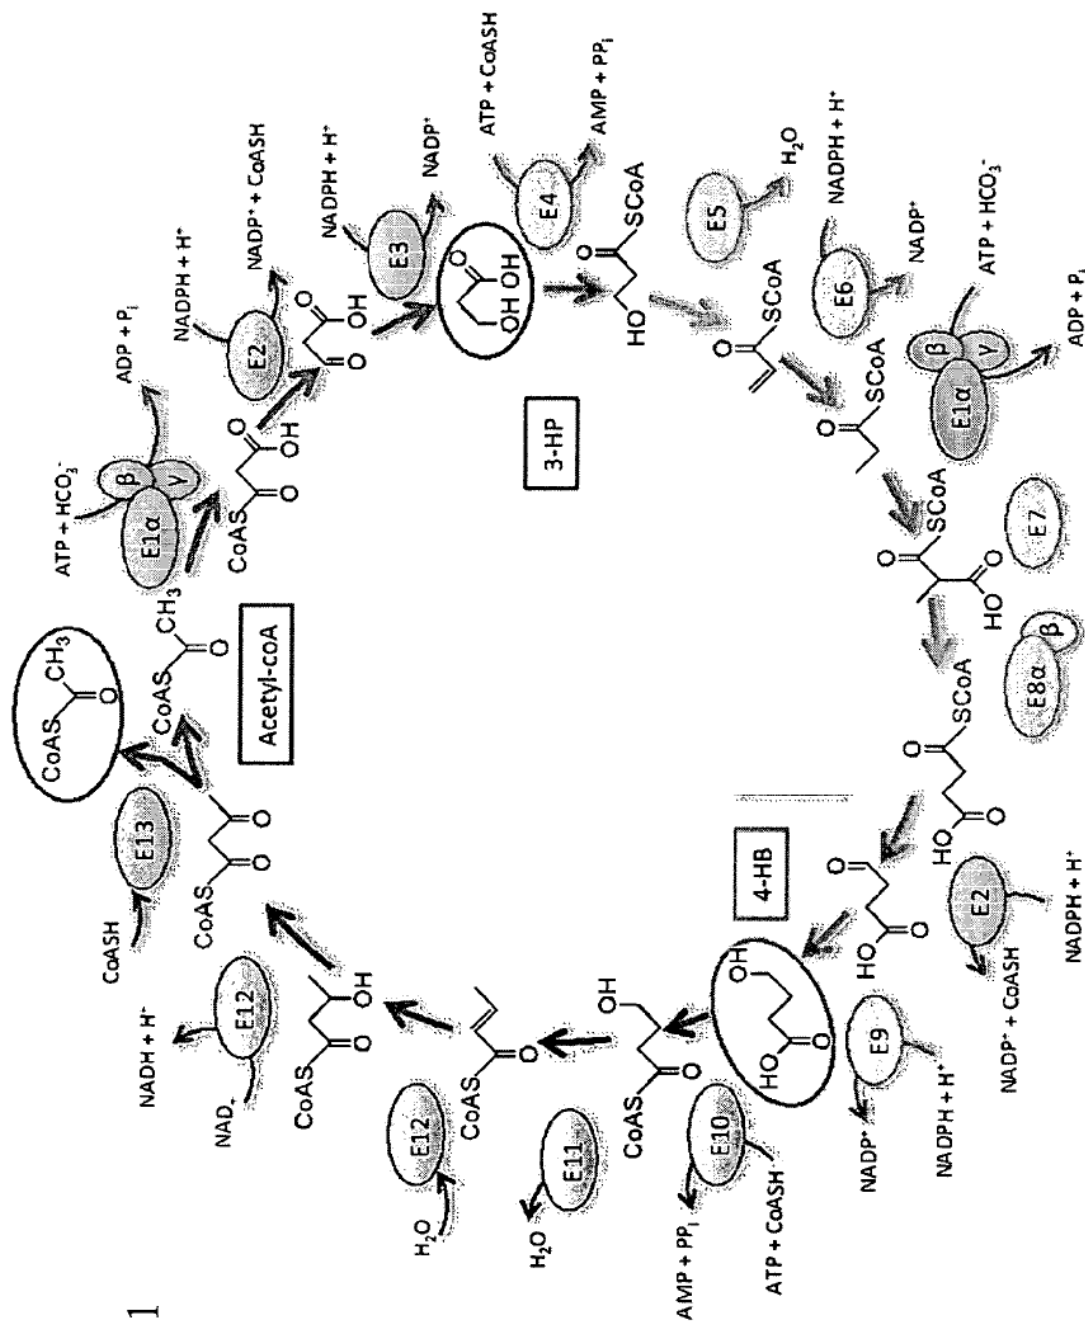 1
CoAS
CH₃
O
Acetyl-coA
CoAS
CH₃
O
ATP + HCO₃⁻
E1α
β
γ
ADP + Pᵢ
CoAS
O
O
OH
NADPH + H⁺
E2
NADP⁺ + CoASH
O
O
OH
NADPH + H⁺
E3
NADP⁺
3-HP
OH
O
OH
ATP + CoASH
E4
AMP + PPᵢ
HO
O
SCoA
E5
H₂O
O
SCoA
NADPH + H⁺
E6
NADP⁺
O
SCoA
E1α
β
γ
ATP + HCO₃⁻
ADP + Pᵢ
O
SCoA
HO
O
E7
E8α
β
HO
O
O
SCoA
E2
NADPH + H⁺
NADP⁺ + CoASH
HO
O
O
E9
NADPH + H⁺
NADP⁺
4-HB
HO
O
OH
E10
ATP + CoASH
AMP + PPᵢ
CoAS
O
OH
E11
H₂O
CoAS
O
E12
H₂O
CoAS
O
OH
E12
NAD₊
NADH + H⁻
CoAS
O
O
CoASH
E13